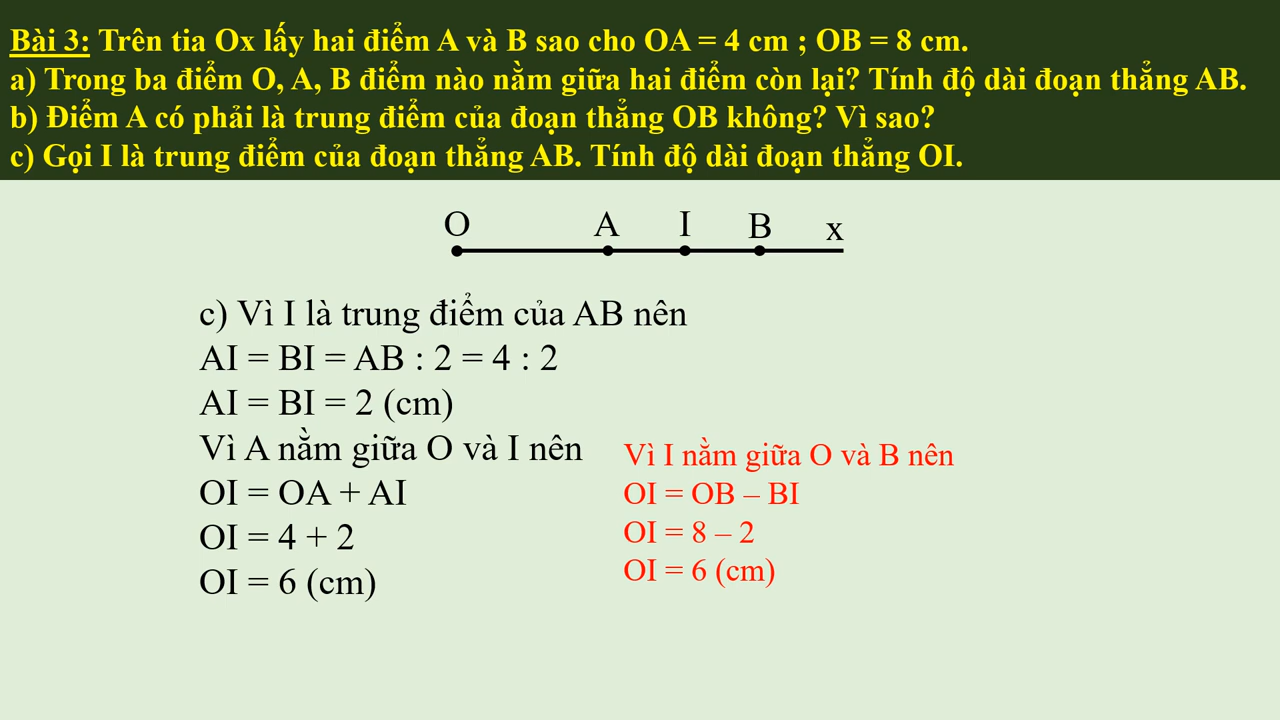 Bài 3: Trên tia Ox lấy hai điểm A và B sao cho OA = 4 cm ; OB = 8 cm.
a) Trong ba điểm O, A, B điểm nào nằm giữa hai điểm còn lại? Tính độ dài đoạn thẳng AB.
b) Điểm A có phải là trung điểm của đoạn thẳng OB không? Vì sao?
c) Gọi I là trung điểm của đoạn thẳng AB. Tính độ dài đoạn thẳng OI.
O A I B x
c) Vì I là trung điểm của AB nên
AI = BI = AB : 2 = 4 : 2
AI = BI = 2 (cm)
Vì A nằm giữa O và I nên
OI = OA + AI
OI = 4 + 2
OI = 6 (cm)
Vì I nằm giữa O và B nên
OI = OB – BI
OI = 8 – 2
OI = 6 (cm)